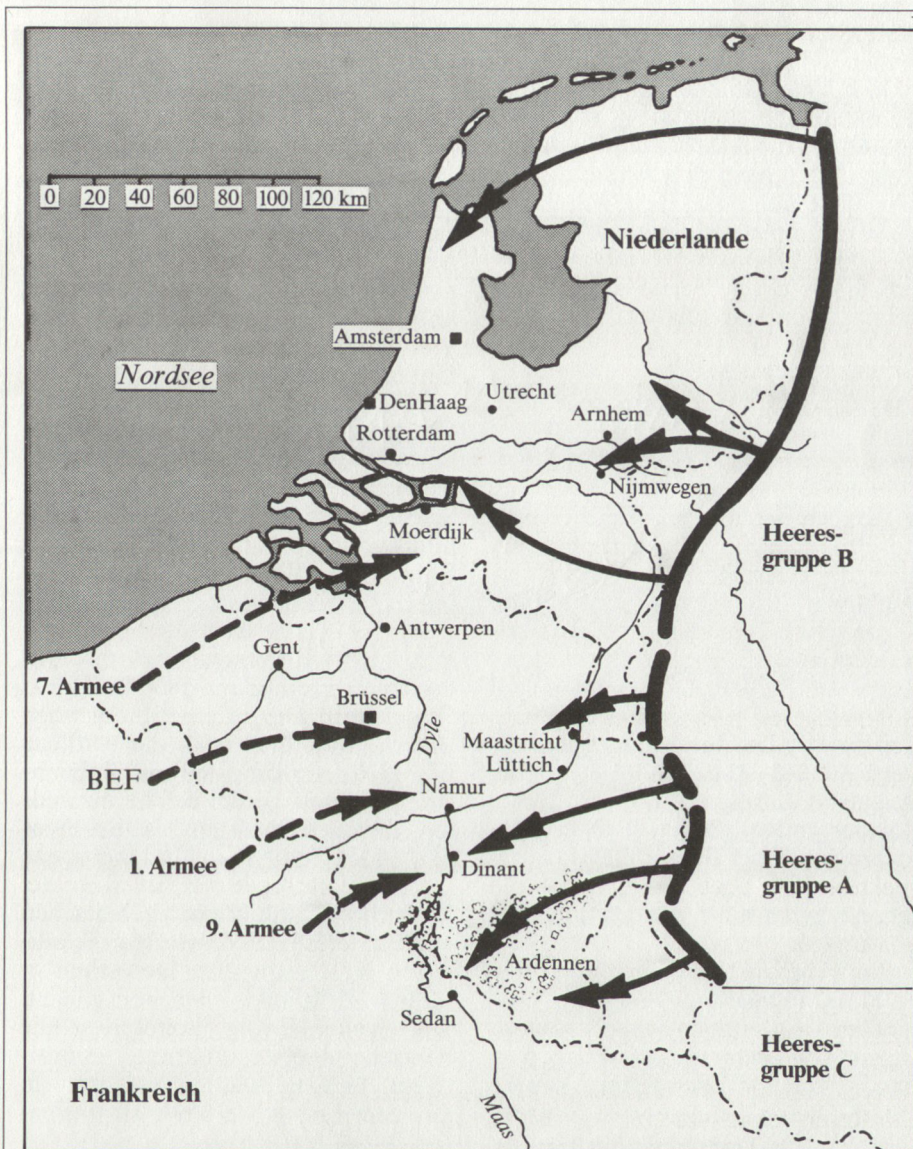 0 20 40 60 80 100 120 km
Niederlande
Amsterdam
Nordsee
DenHaag
Utrecht
Arnhem
Rotterdam
Nijmwegen
Moerdijk
Heeres-
gruppe B
Antwerpen
Gent
7. Armee
Brüssel
Dyle
Maastricht
Lüttich
BEF
Namur
1. Armee
Dinant
Heeres-
gruppe A
9. Armee
Ardennen
Sedan
Heeres-
gruppe C
Frankreich
Maas